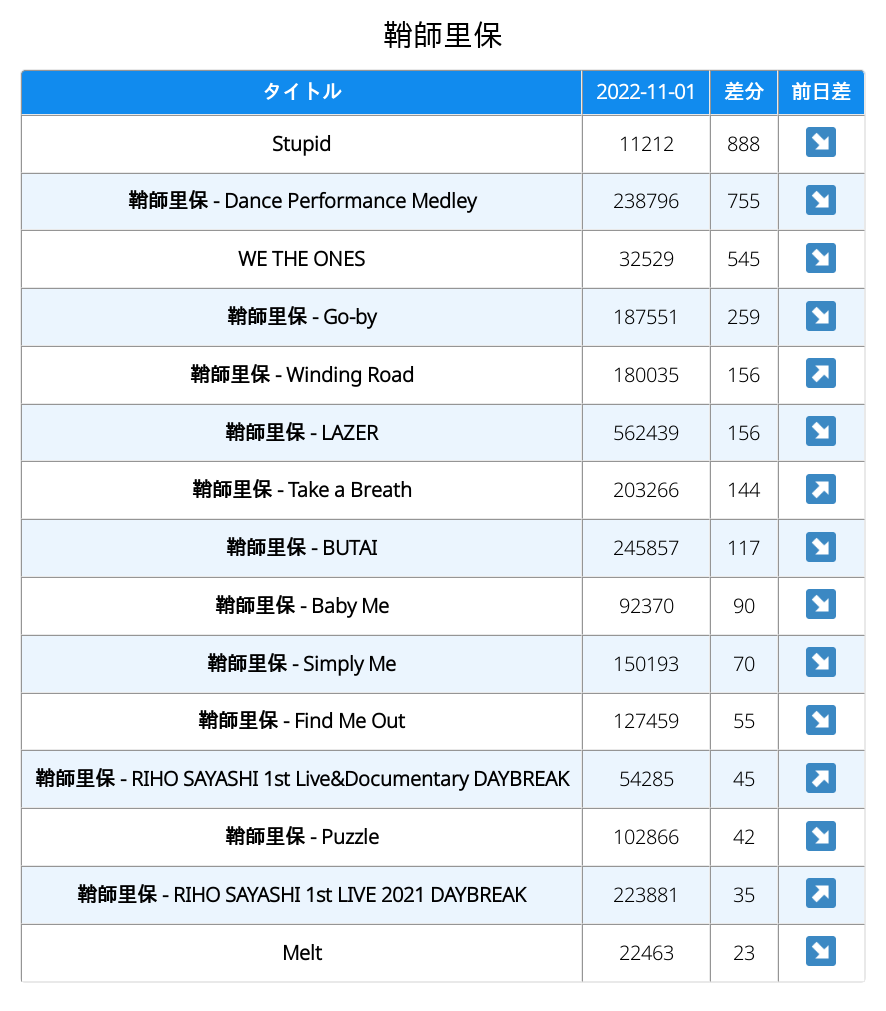 鞘師里保
タイトル 2022-11-01 差分 前日差
Stupid 11212 888 ↘
鞘師里保 - Dance Performance Medley 238796 755 ↘
WE THE ONES 32529 545 ↘
鞘師里保 - Go-by 187551 259 ↘
鞘師里保 - Winding Road 180035 156 ↗
鞘師里保 - LAZER 562439 156 ↘
鞘師里保 - Take a Breath 203266 144 ↗
鞘師里保 - BUTAI 245857 117 ↘
鞘師里保 - Baby Me 92370 90 ↘
鞘師里保 - Simply Me 150193 70 ↘
鞘師里保 - Find Me Out 127459 55 ↘
鞘師里保 - RIHO SAYASHI 1st Live&Documentary DAYBREAK 54285 45 ↗
鞘師里保 - Puzzle 102866 42 ↘
鞘師里保 - RIHO SAYASHI 1st LIVE 2021 DAYBREAK 223881 35 ↗
Melt 22463 23 ↘